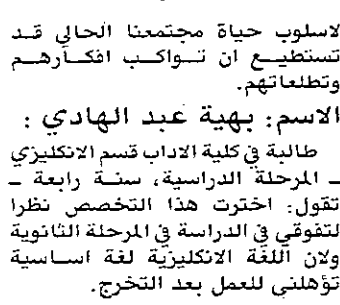 لاسلوب حياة مجتمعنا الحالي قد
تستطيع ان تواكب افكارهم
وتطلعاتهم.
الاسم: بهية عبد الهادي :
طالبة في كلية الاداب قسم الانكليزي
ـ المرحلة الدراسية، سنة رابعة ـ
تقول: اخترت هذا التخصص نظرا
لتفوقي في الدراسة في المرحلة الثانوية
ولان اللغة الانكليزية لغة اساسية
تؤهلني للعمل بعد التخرج.